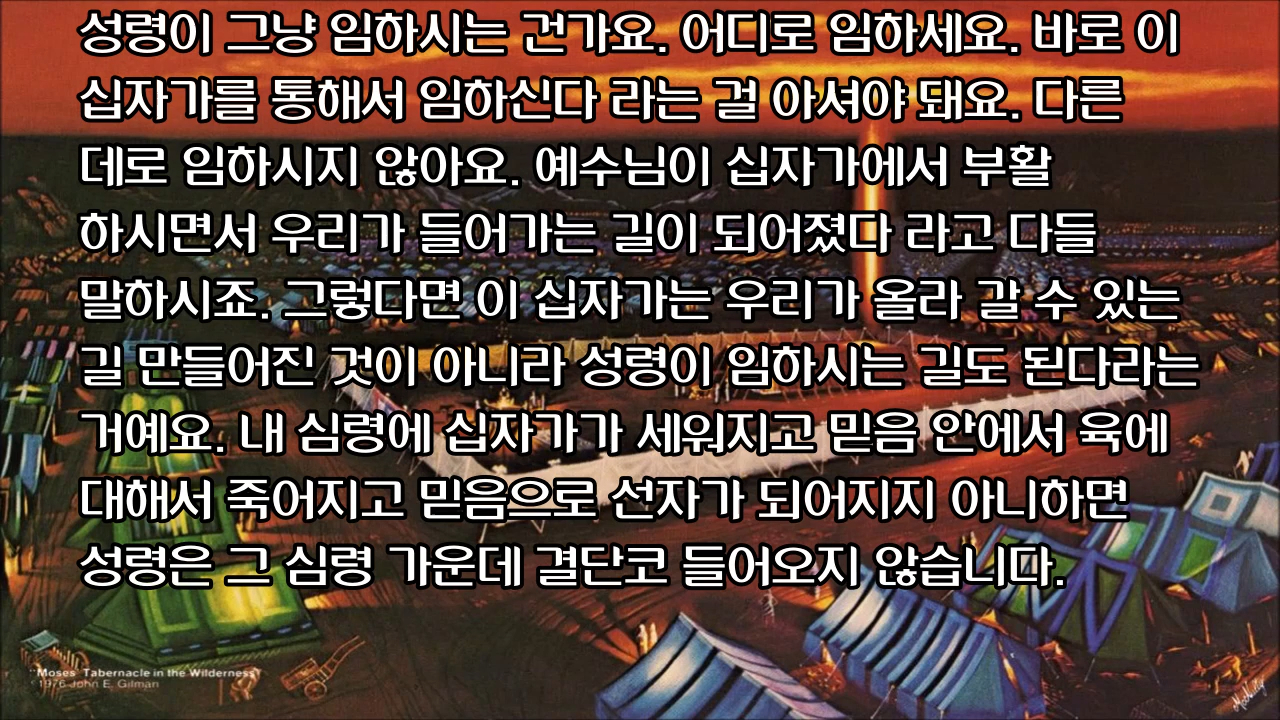 성령이 그냥 임하시는 건가요. 어디로 임하세요. 바로 이
십자가를 통해서 임하신다 라는 걸 아셔야 돼요. 다른
데로 임하시지 않아요. 예수님이 십자가에서 부활
하시면서 우리가 들어가는 길이 되어졌다 라고 다들
말하시죠. 그렇다면 이 십자가는 우리가 올라 갈 수 있는
길 만들어진 것이 아니라 성령이 임하시는 길도 된다라는
거예요. 내 심령에 십자가가 세워지고 믿음 안에서 육에
대해서 죽어지고 믿음으로 선자가 되어지지 아니하면
성령은 그 심령 가운데 결단코 들어오지 않습니다.
"Moses' Tabernacle in the Wilderness"
1976 John E. Gilman